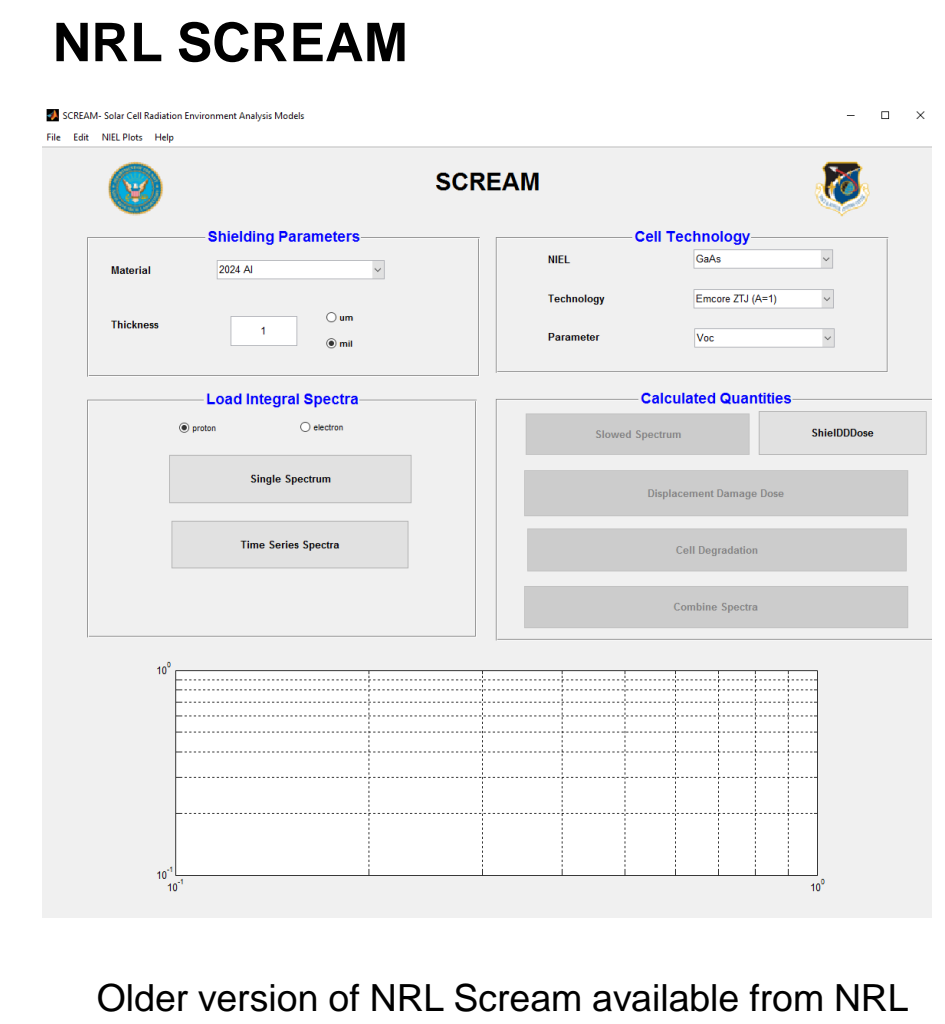 NRL SCREAM
SCREAM- Solar Cell Radiation Environment Analysis Models
File Edit NIEL Plots Help
SCREAM
Shielding Parameters
Material
2024 Al
Thickness
1
um
mil
Cell Technology
NIEL
GaAs
Technology
Emcore ZTJ (A=1)
Parameter
Voc
Load Integral Spectra
proton
electron
Single Spectrum
Time Series Spectra
Calculated Quantities
Slowed Spectrum
ShielDDDose
Displacement Damage Dose
Cell Degradation
Combine Spectra
10^0
10^-1
10^-1
10^0
Older version of NRL Scream available from NRL